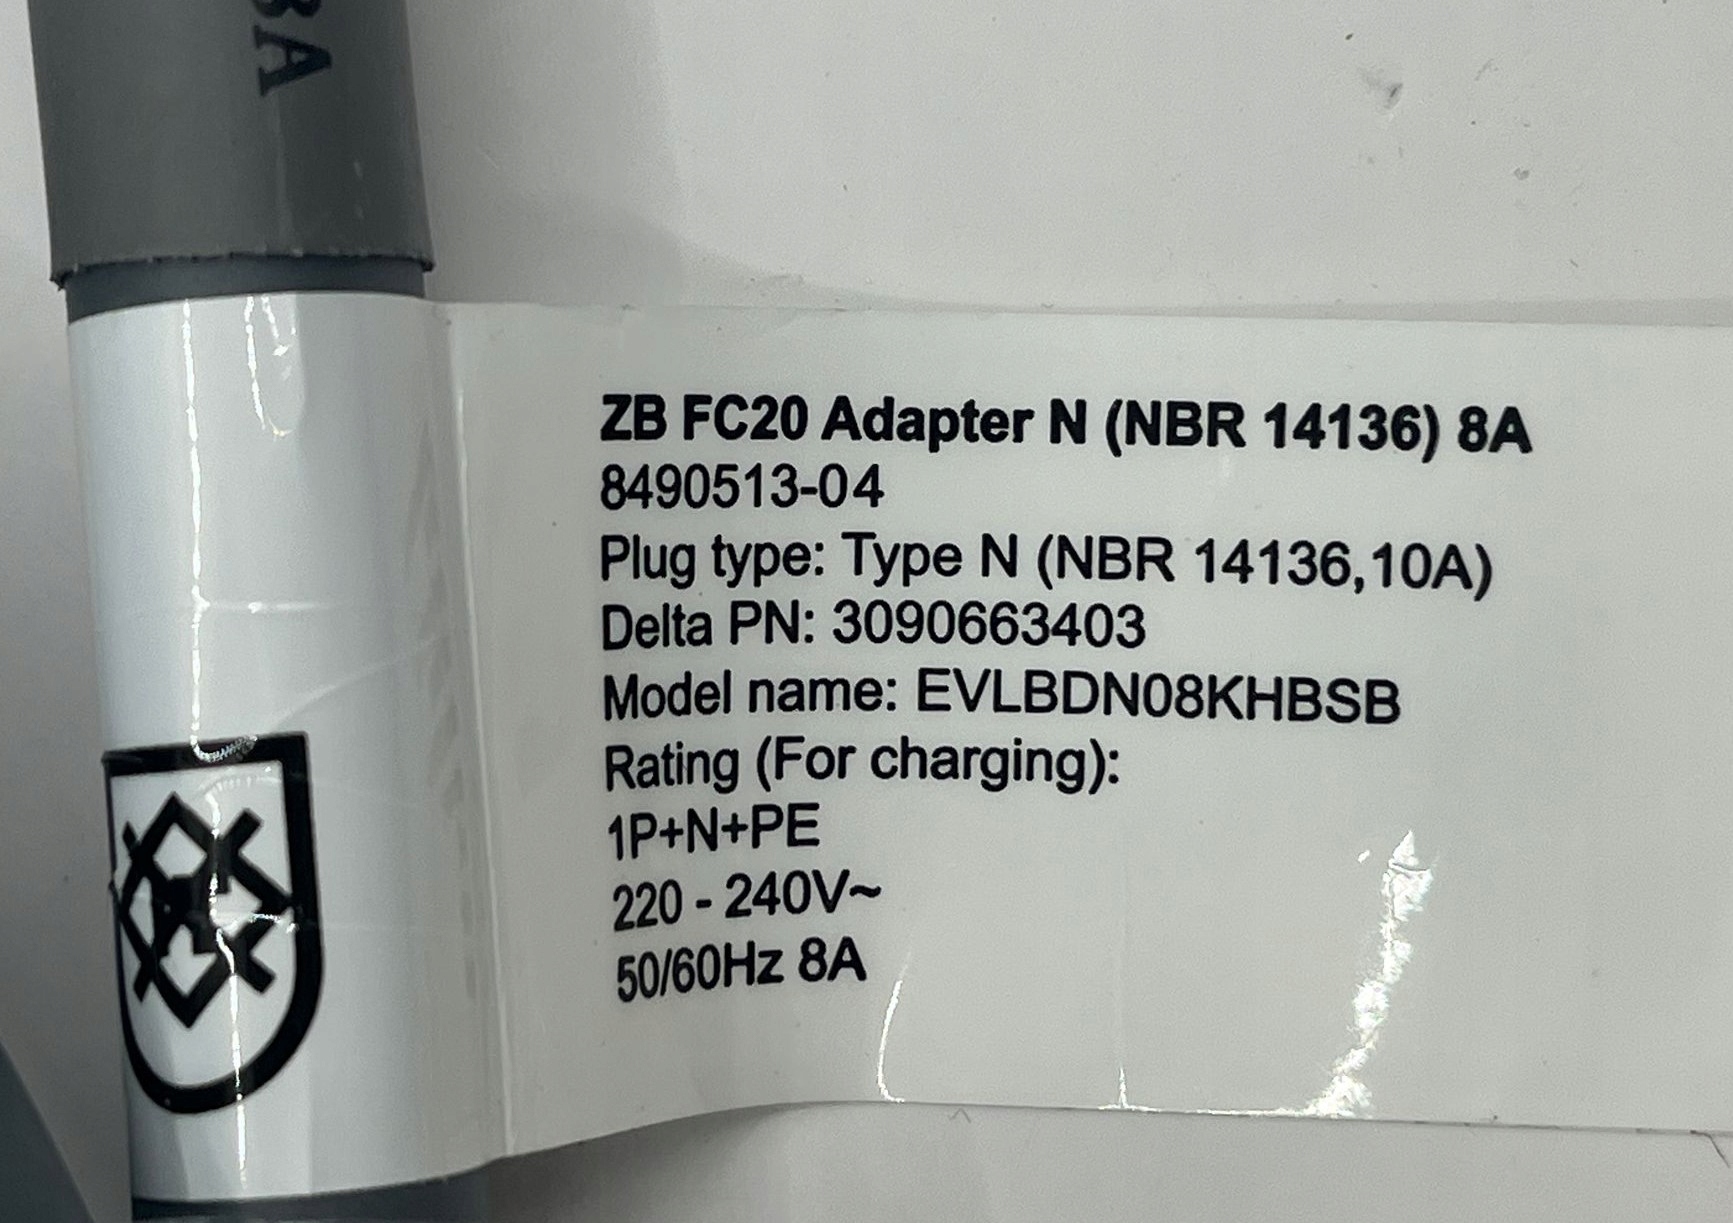 8A
ZB FC20 Adapter N (NBR 14136) 8A
8490513-04
Plug type: Type N (NBR 14136,10A)
Delta PN: 3090663403
Model name: EVLBDN08KHBSB
Rating (For charging):
1P+N+PE
220 - 240V~
50/60Hz 8A